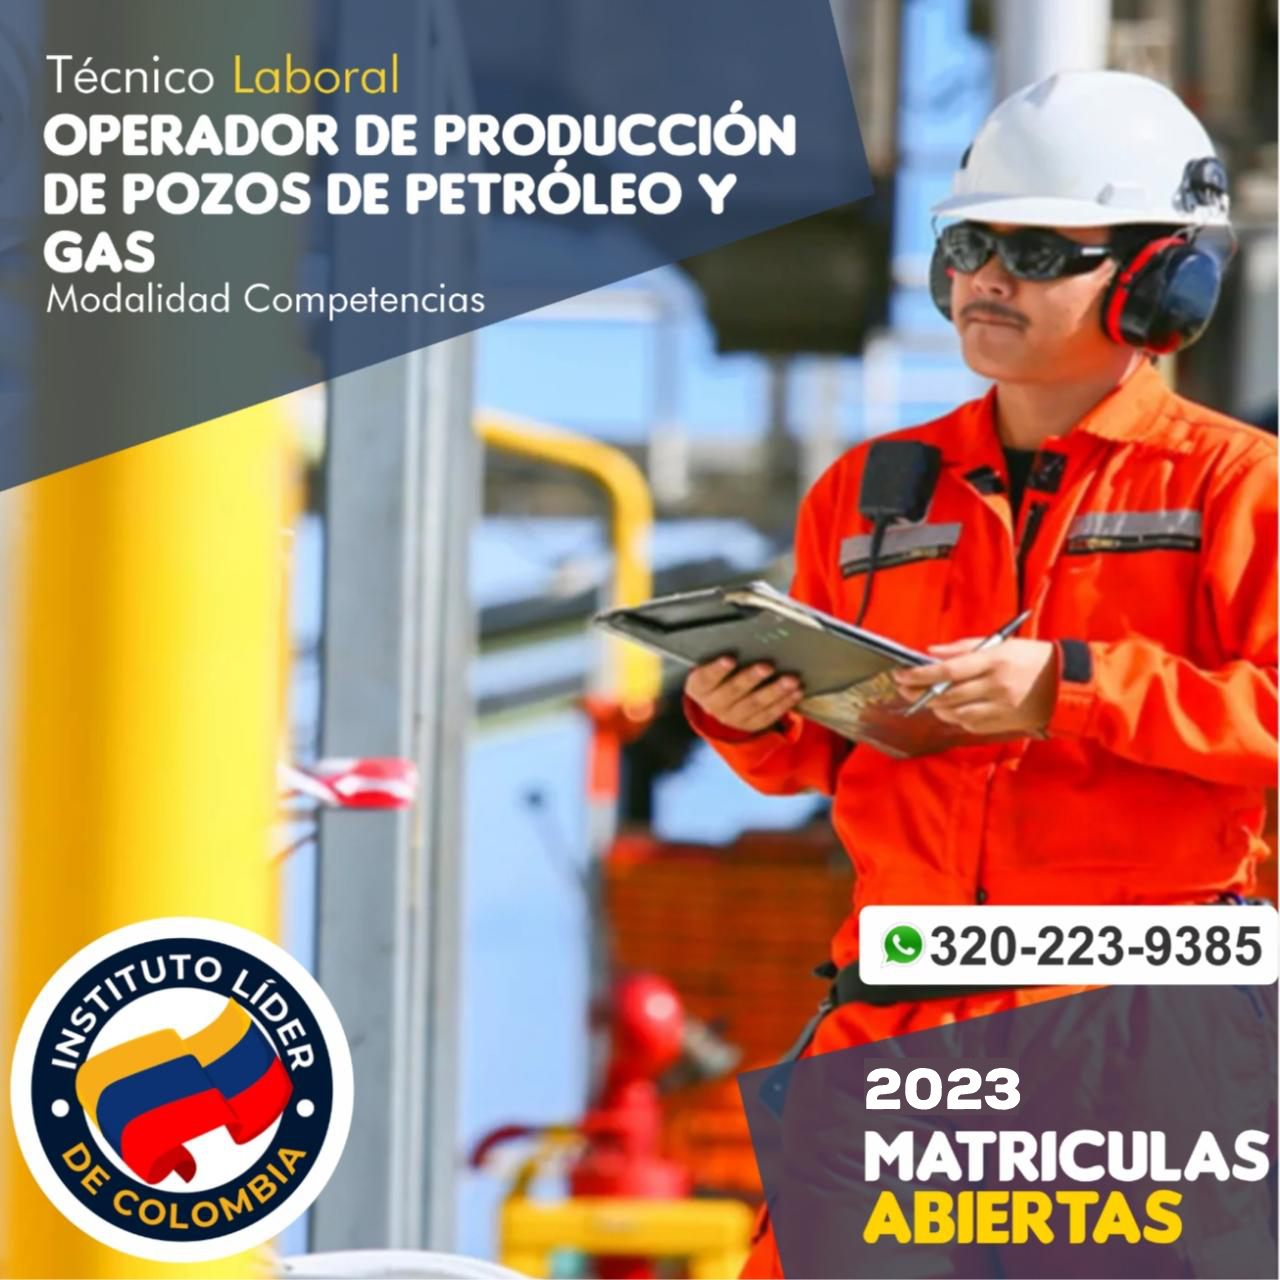 Técnico Laboral
OPERADOR DE PRODUCCIÓN
DE POZOS DE PETRÓLEO Y
GAS
Modalidad Competencias
320-223-9385
INSTITUTO LÍDER
DE COLOMBIA
2023
MATRICULAS
ABIERTAS